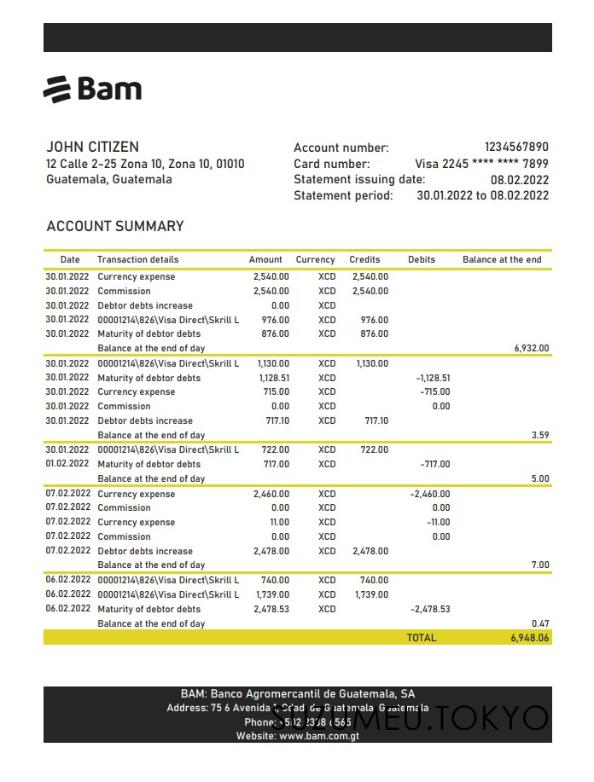 Bam
JOHN CITIZEN
12 Calle 2-25 Zona 10, Zona 10, 01010
Guatemala, Guatemala
Account number: 1234567890
Card number: Visa 2245 **** **** 7899
Statement issuing date: 08.02.2022
Statement period: 30.01.2022 to 08.02.2022
ACCOUNT SUMMARY
Date Transaction details Amount Currency Credits Debits Balance at the end
30.01.2022 Currency expense 2,540.00 XCD 2,540.00
30.01.2022 Commission 2,540.00 XCD 2,540.00
30.01.2022 Debtor debts increase 0.00 XCD
30.01.2022 00001214\826\Visa Direct\Skrill L 976.00 XCD 976.00
30.01.2022 Maturity of debtor debts 876.00 XCD 876.00
Balance at the end of day 6,932.00
30.01.2022 00001214\826\Visa Direct\Skrill L 1,130.00 XCD 1,130.00
30.01.2022 Maturity of debtor debts 1,128.51 XCD -1,128.51
30.01.2022 Currency expense 715.00 XCD -715.00
30.01.2022 Commission 0.00 XCD 0.00
30.01.2022 Debtor debts increase 717.10 XCD 717.10
Balance at the end of day 3.59
30.01.2022 00001214\826\Visa Direct\Skrill L 722.00 XCD 722.00
01.02.2022 Maturity of debtor debts 717.00 XCD -717.00
Balance at the end of day 5.00
07.02.2022 Currency expense 2,460.00 XCD -2,460.00
07.02.2022 Commission 0.00 XCD 0.00
07.02.2022 Currency expense 11.00 XCD -11.00
07.02.2022 Commission 0.00 XCD 0.00
07.02.2022 Debtor debts increase 2,478.00 XCD 2,478.00
Balance at the end of day 7.00
06.02.2022 00001214\826\Visa Direct\Skrill L 740.00 XCD 740.00
06.02.2022 00001214\826\Visa Direct\Skrill L 1,739.00 XCD 1,739.00
06.02.2022 Maturity of debtor debts 2,478.53 XCD -2,478.53
Balance at the end of day 0.47
TOTAL 6,948.06
BAM: Banco Agromercantil de Guatemala, SA
Address: 75 6 Avenida 1, Cdad. de Guatemala, Guatemala
SUZUMEU.TOKYO
Phone: +502 2338 6565
Website: www.bam.com.gt